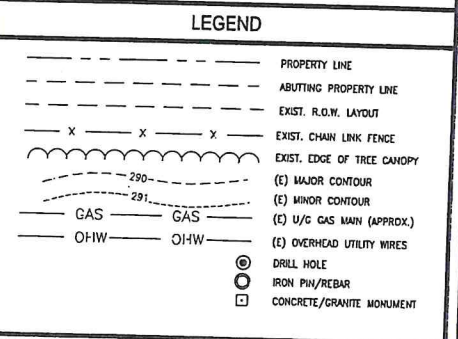 LEGEND
PROPERTY LINE
ABUTTING PROPERTY LINE
EXIST. R.O.W. LAYOUT
X X X EXIST. CHAIN LINK FENCE
EXIST. EDGE OF TREE CANOPY
290 (E) MAJOR CONTOUR
291 (E) MINOR CONTOUR
GAS GAS (E) U/G GAS MAIN (APPROX.)
OHW OHW (E) OVERHEAD UTILITY WIRES
DRILL HOLE
IRON PIN/REBAR
CONCRETE/GRANITE MONUMENT